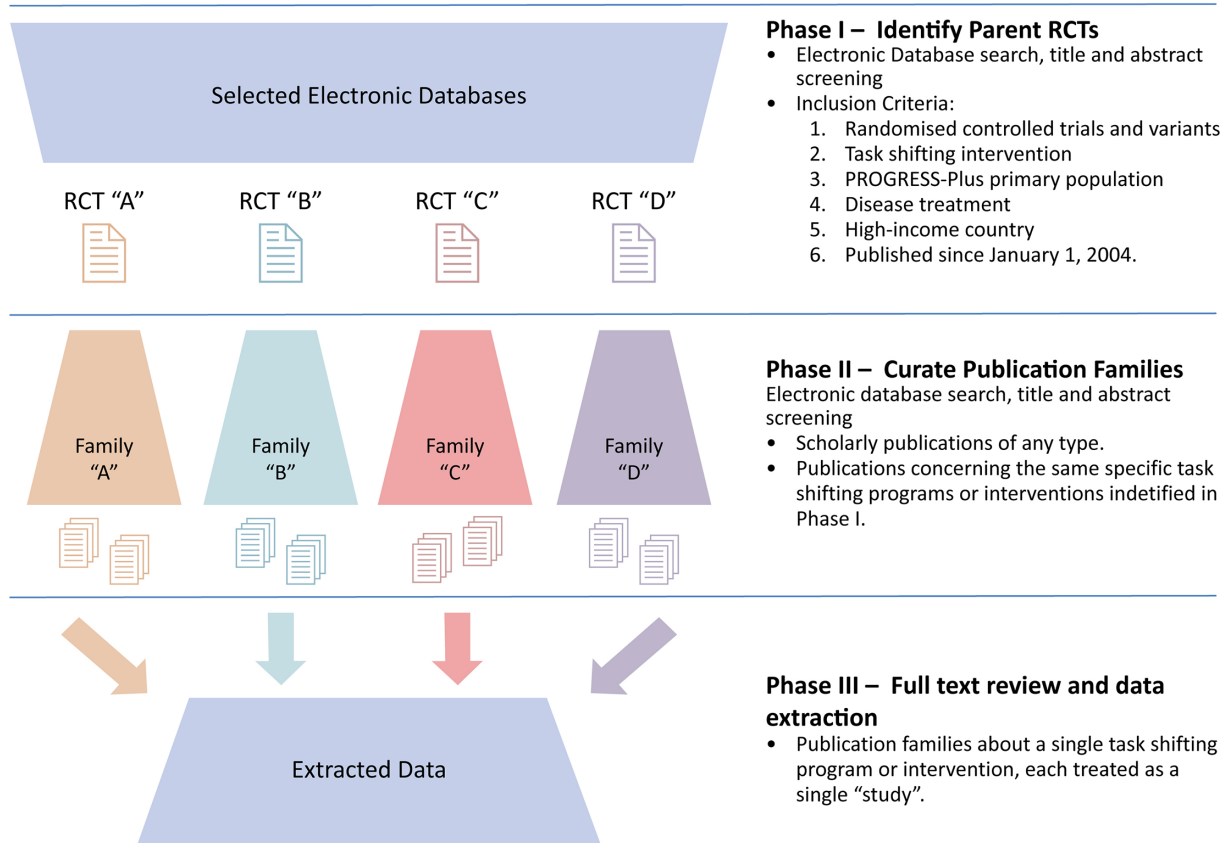 Selected Electronic Databases
RCT “A”
RCT “B”
RCT “C”
RCT “D”
Phase I – Identify Parent RCTs
• Electronic Database search, title and abstract
screening
• Inclusion Criteria:
1. Randomised controlled trials and variants
2. Task shifting intervention
3. PROGRESS-Plus primary population
4. Disease treatment
5. High-income country
6. Published since January 1, 2004.
Family
“A”
Family
“B”
Family
“C”
Family
“D”
Phase II – Curate Publication Families
Electronic database search, title and abstract
screening
• Scholarly publications of any type.
• Publications concerning the same specific task
shifting programs or interventions indetified in
Phase I.
Extracted Data
Phase III – Full text review and data
extraction
• Publication families about a single task shifting
program or intervention, each treated as a
single “study”.